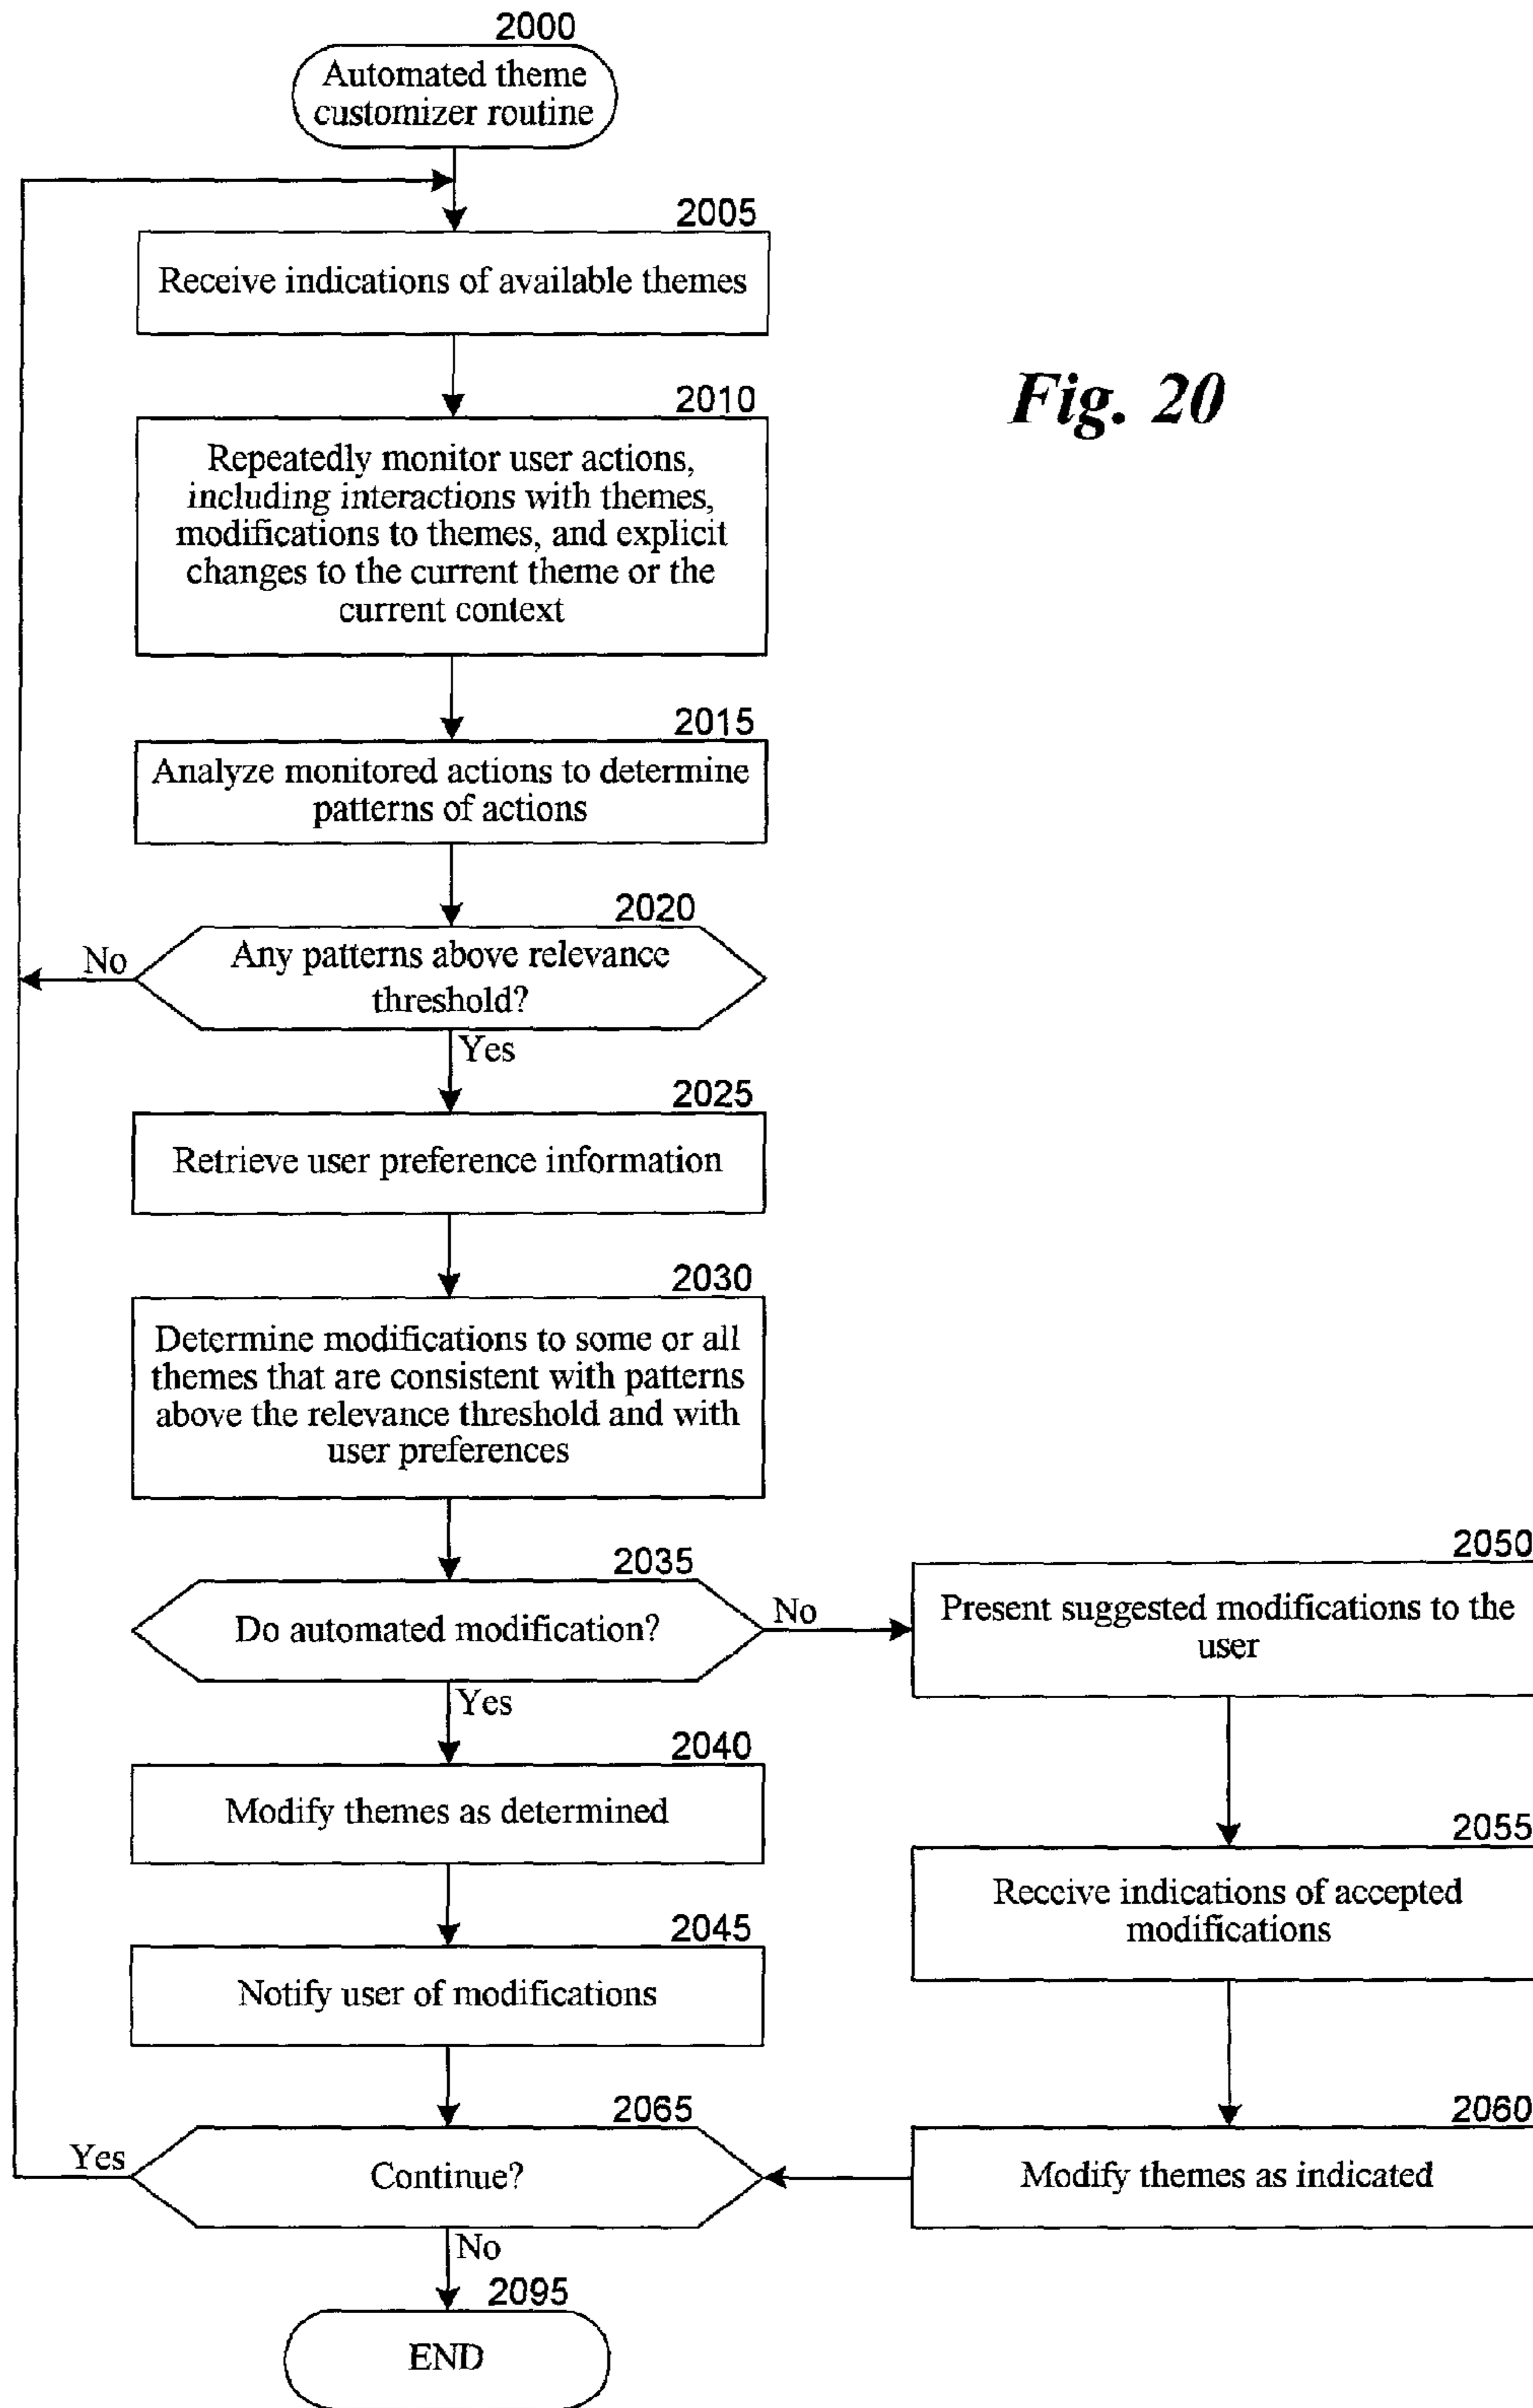 2000
Automated theme
customizer routine
2005
Receive indications of available themes
Fig. 20
2010
Repeatedly monitor user actions,
including interactions with themes,
modifications to themes, and explicit
changes to the current theme or the
current context
2015
Analyze monitored actions to determine
patterns of actions
2020
No
Any patterns above relevance
threshold?
Yes
2025
Retrieve user preference information
2030
Determine modifications to some or all
themes that are consistent with patterns
above the relevance threshold and with
user preferences
2035
Do automated modification?
No
Yes
2050
Present suggested modifications to the
user
2040
Modify themes as determined
2055
Receive indications of accepted
modifications
2045
Notify user of modifications
2065
Yes
Continue?
2060
Modify themes as indicated
No
2095
END